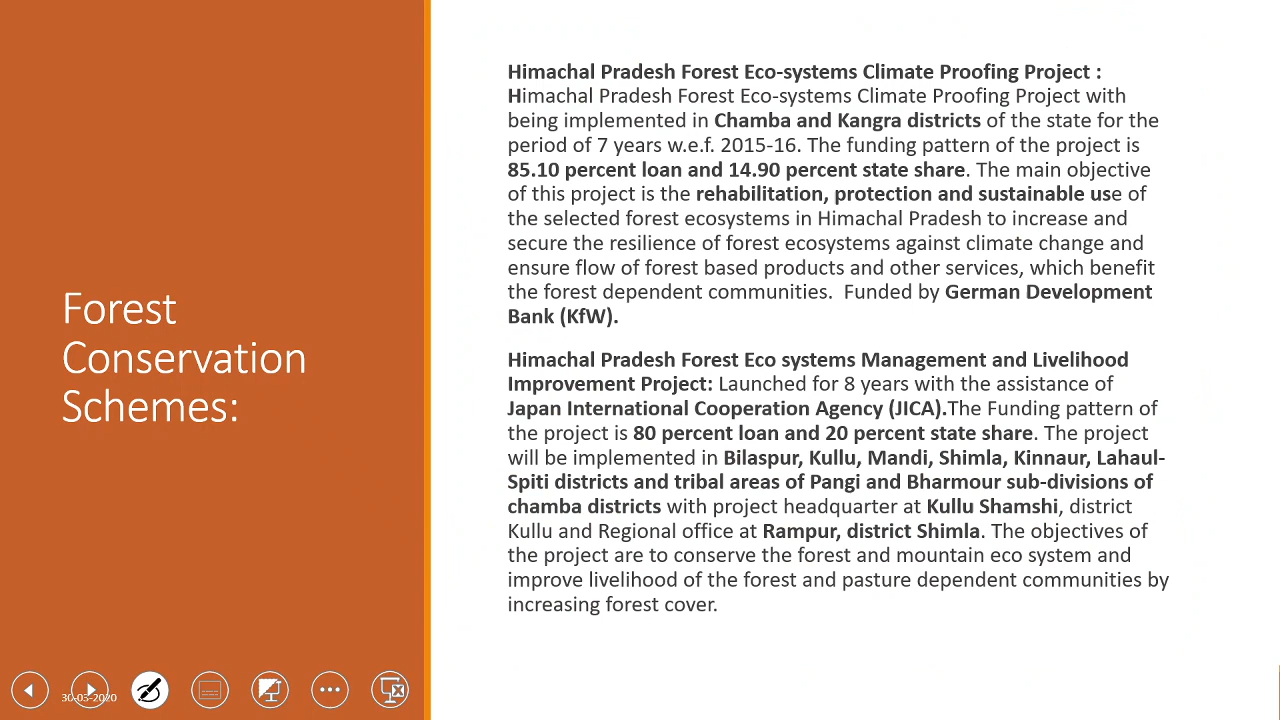 Forest
Conservation
Schemes:
Himachal Pradesh Forest Eco-systems Climate Proofing Project :
Himachal Pradesh Forest Eco-systems Climate Proofing Project with
being implemented in Chamba and Kangra districts of the state for the
period of 7 years w.e.f. 2015-16. The funding pattern of the project is
85.10 percent loan and 14.90 percent state share. The main objective
of this project is the rehabilitation, protection and sustainable use of
the selected forest ecosystems in Himachal Pradesh to increase and
secure the resilience of forest ecosystems against climate change and
ensure flow of forest based products and other services, which benefit
the forest dependent communities.  Funded by German Development
Bank (KfW).
Himachal Pradesh Forest Eco systems Management and Livelihood
Improvement Project: Launched for 8 years with the assistance of
Japan International Cooperation Agency (JICA).The Funding pattern of
the project is 80 percent loan and 20 percent state share. The project
will be implemented in Bilaspur, Kullu, Mandi, Shimla, Kinnaur, Lahaul-
Spiti districts and tribal areas of Pangi and Bharmour sub-divisions of
chamba districts with project headquarter at Kullu Shamshi, district
Kullu and Regional office at Rampur, district Shimla. The objectives of
the project are to conserve the forest and mountain eco system and
improve livelihood of the forest and pasture dependent communities by
increasing forest cover.
30-03-2020